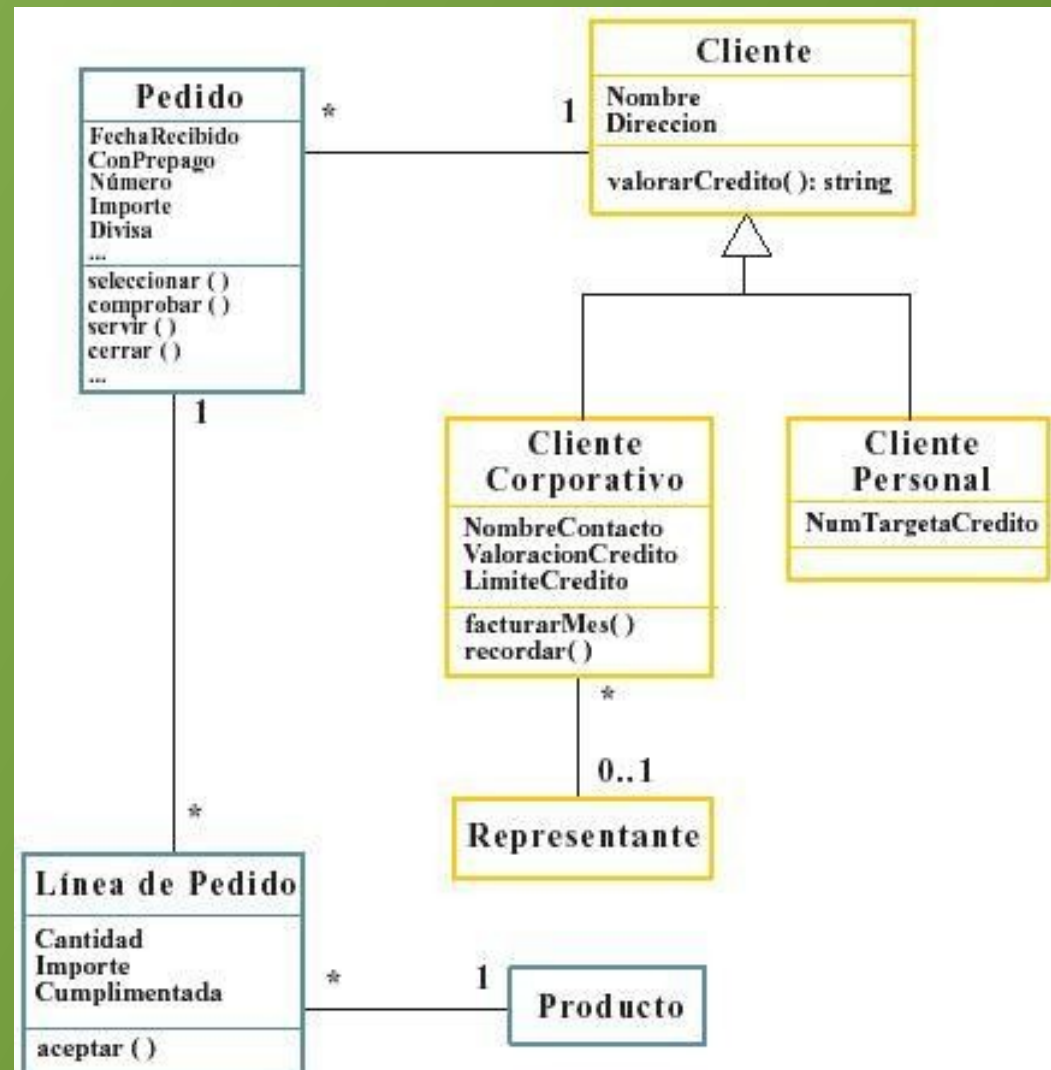 Pedido
FechaRecibido
ConPrepago
Número
Importe
Divisa
...
seleccionar ( )
comprobar ( )
servir ( )
cerrar ( )
...
*
1
Cliente
Nombre
Direccion
valorarCredito( ): string
Cliente
Corporativo
NombreContacto
ValoracionCredito
LimiteCredito
facturarMes( )
recordar( )
Cliente
Personal
NumTargetaCredito
*
0..1
Representante
1
*
Línea de Pedido
Cantidad
Importe
Cumplimentada
aceptar ( )
*
1
Producto